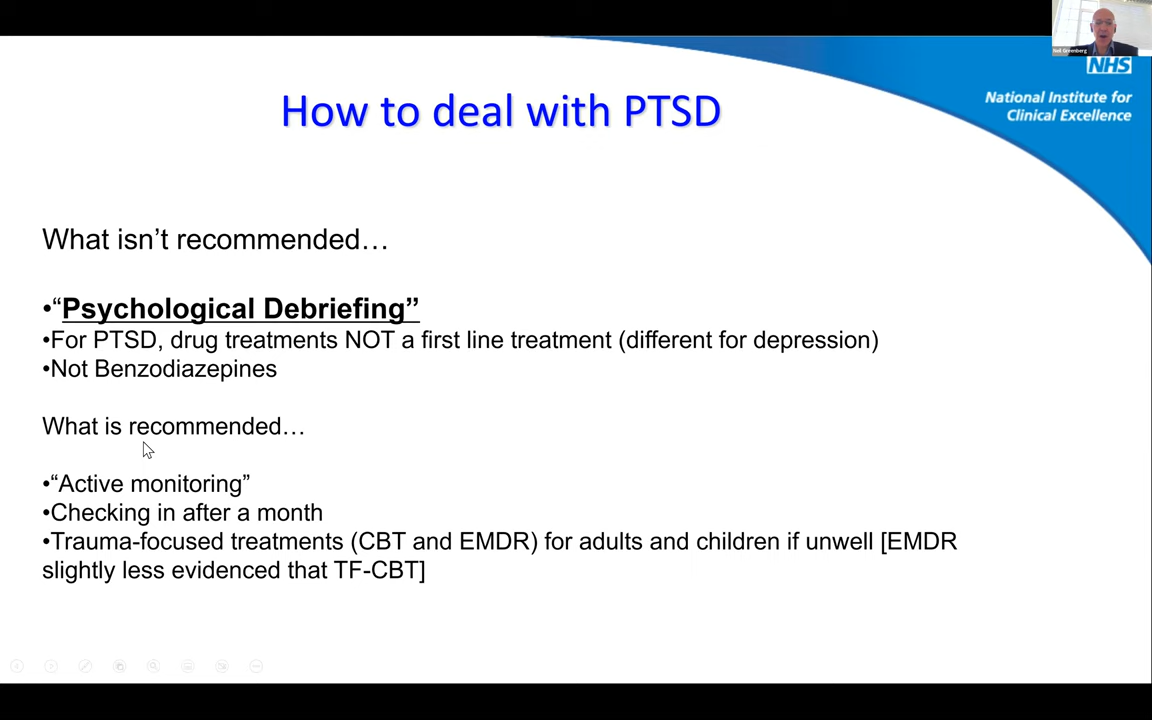 Neil Greenberg
NHS
National Institute for
Clinical Excellence
How to deal with PTSD
What isn’t recommended…
•“Psychological Debriefing”
•For PTSD, drug treatments NOT a first line treatment (different for depression)
•Not Benzodiazepines
What is recommended…
•“Active monitoring”
•Checking in after a month
•Trauma-focused treatments (CBT and EMDR) for adults and children if unwell [EMDR
slightly less evidenced that TF-CBT]